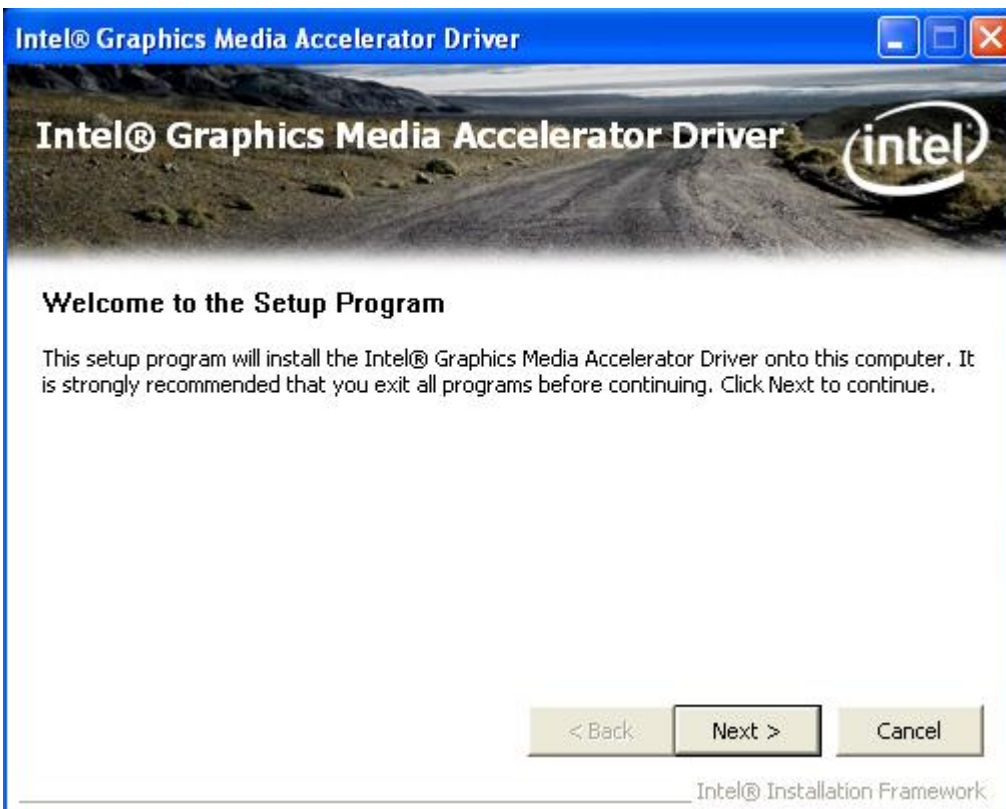 Intel® Graphics Media Accelerator Driver
Intel® Graphics Media Accelerator Driver
intel
Welcome to the Setup Program
This setup program will install the Intel® Graphics Media Accelerator Driver onto this computer. It
is strongly recommended that you exit all programs before continuing. Click Next to continue.
< Back Next > Cancel
Intel® Installation Framework